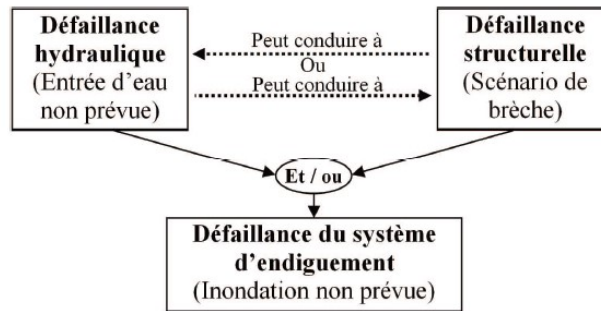 Défaillance
hydraulique
(Entrée d’eau
non prévue)
Peut conduire à
Ou
Peut conduire à
Défaillance
structurelle
(Scénario de
brèche)
Et / ou
Défaillance du système
d’endiguement
(Inondation non prévue)